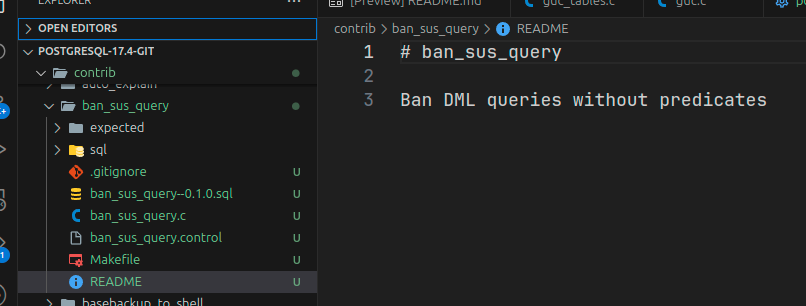 EXPLORER
[Preview] README.md
guc_tables.c
guc.c
OPEN EDITORS
POSTGRESQL-17.4-GIT
contrib
auto_explain
ban_sus_query
expected
sql
.gitignore U
ban_sus_query--0.1.0.sql U
ban_sus_query.c U
ban_sus_query.control U
Makefile U
README U
basebackup_to_shell
contrib > ban_sus_query > README
1 # ban_sus_query
2
3 Ban DML queries without predicates